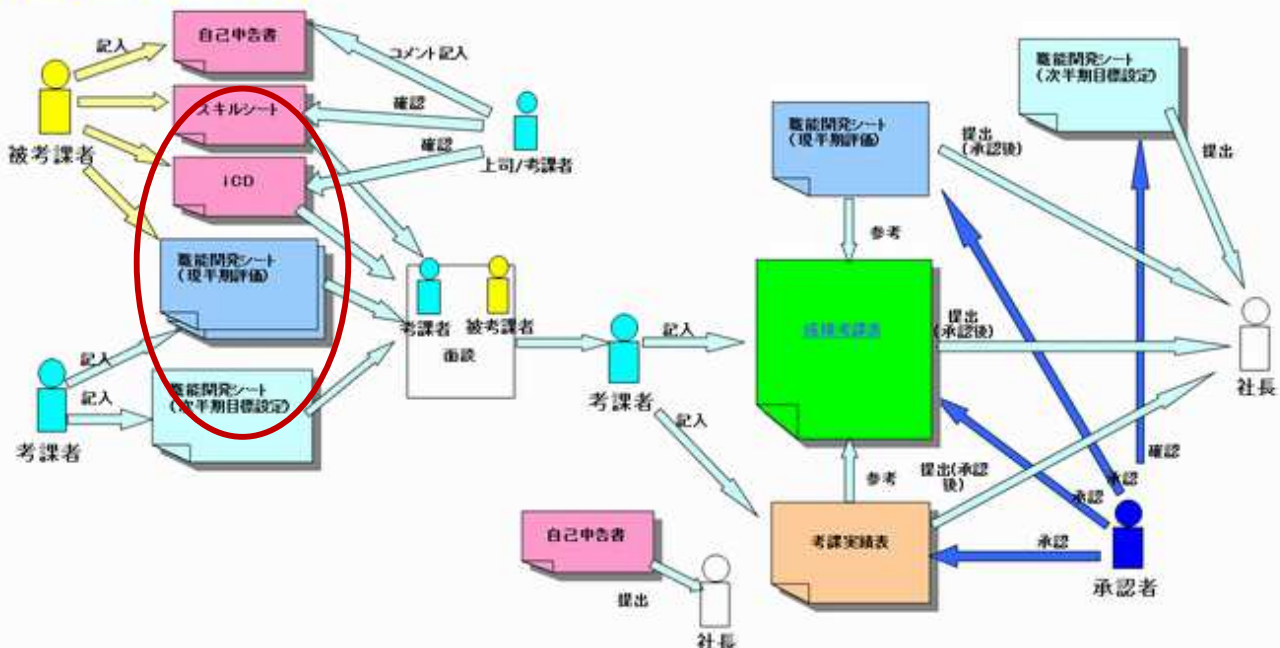 記入
自己申告書
コメント記入
被考課者
スキルシート
確認
確認
iCD
上司/考課者
職能開発シート
(現半期評価)
考課者
被考課者
面談
記入
考課者
記入
職能開発シート
(次半期目標設定)
考課者
記入
記入
職能開発シート
(現半期評価)
職能開発シート
(次半期目標設定)
提出
(承認後)
提出
参考
提出
(承認後)
社長
参考
提出(承認
後)
確認
承認
承認
承認
考課実績表
承認者
自己申告書
提出
社長